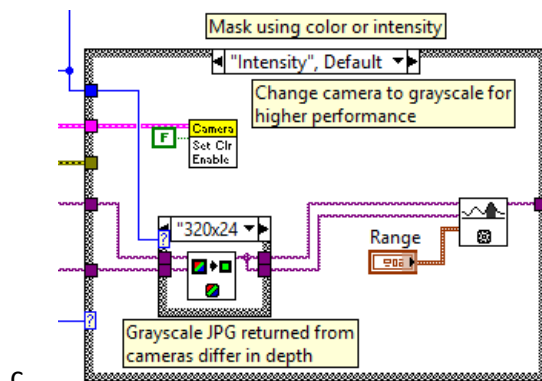 Mask using color or intensity
"Intensity", Default
Change camera to grayscale for
higher performance
F
Camera
Set Clr
Enable
"320x24
?
Range
?
Grayscale JPG returned from
cameras differ in depth
C